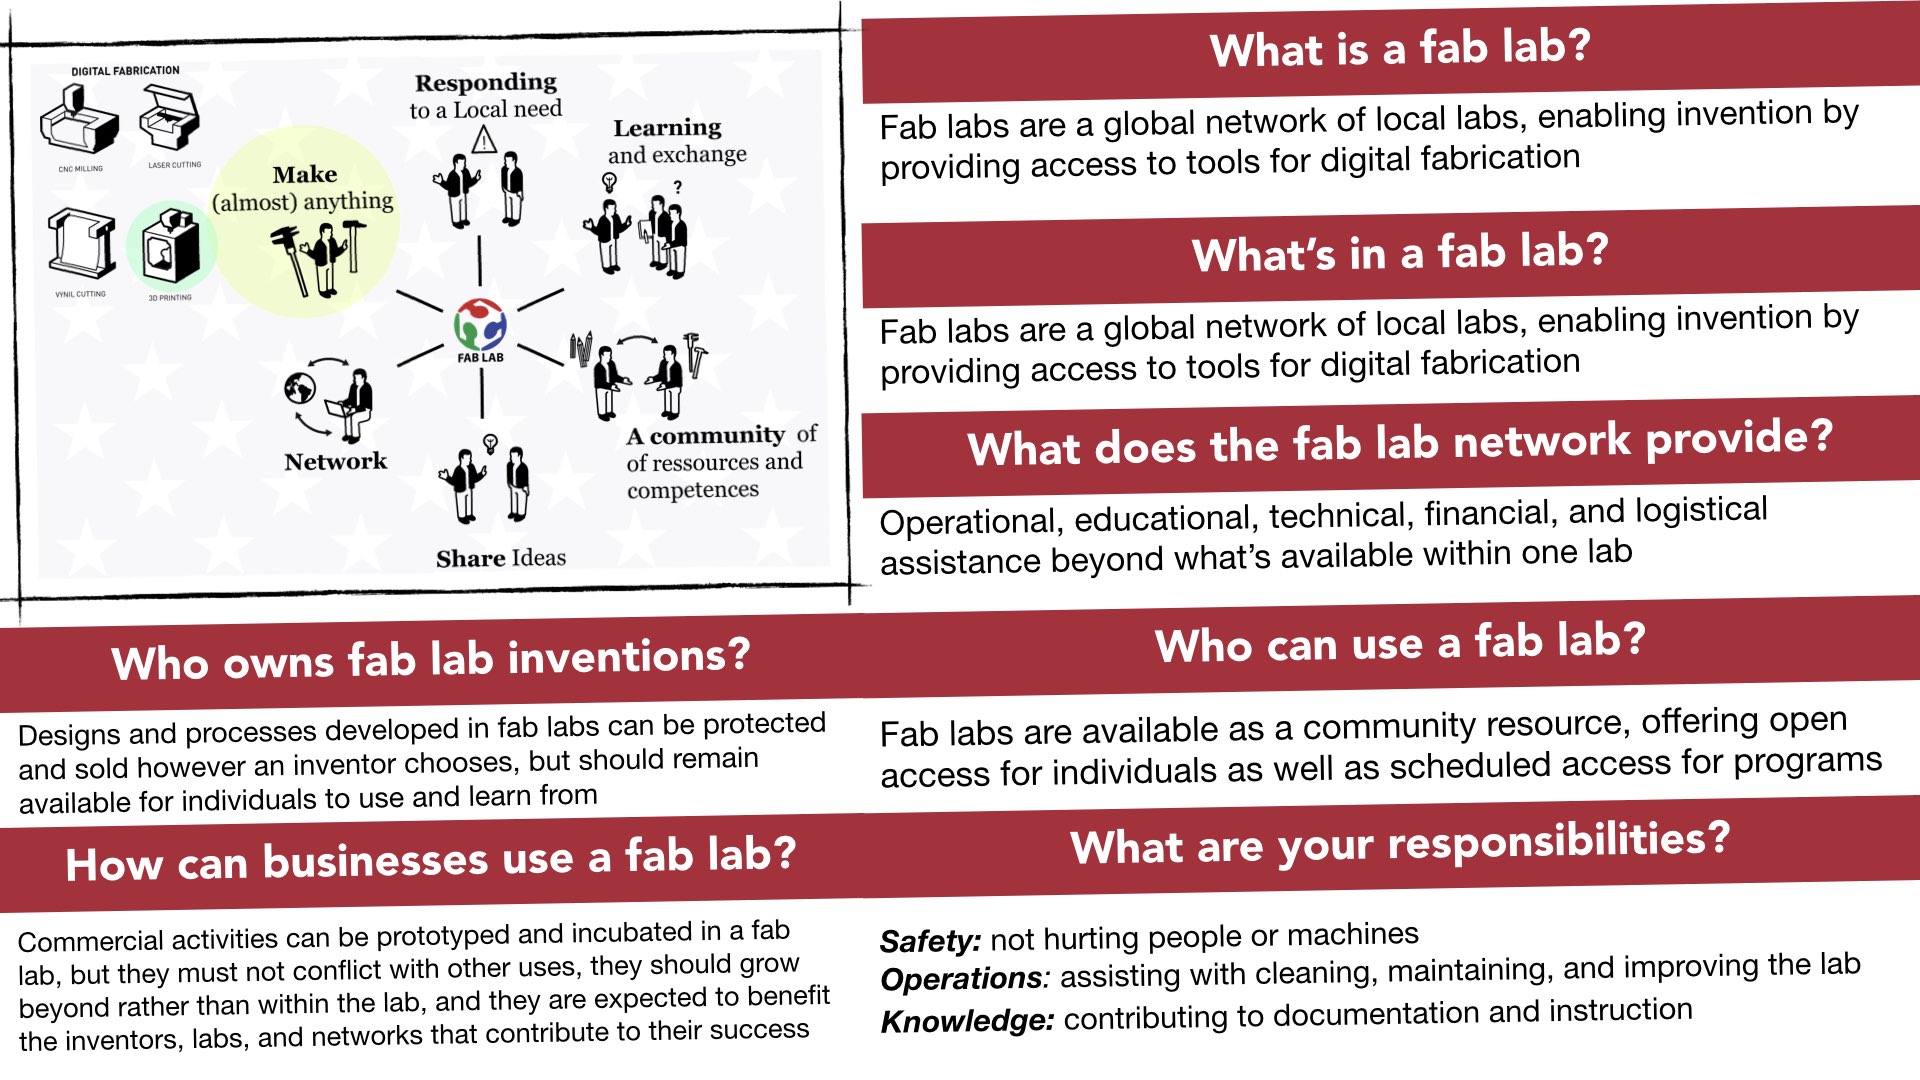 DIGITAL FABRICATION
CNC MILLING
LASER CUTTING
VYNIL CUTTING
3D PRINTING
Make
(almost) anything
Responding
to a Local need
Learning
and exchange
?
FAB LAB
Network
Share Ideas
A community of
of ressources and
competences
What is a fab lab?
Fab labs are a global network of local labs, enabling invention by
providing access to tools for digital fabrication
What's in a fab lab?
Fab labs are a global network of local labs, enabling invention by
providing access to tools for digital fabrication
What does the fab lab network provide?
Operational, educational, technical, financial, and logistical
assistance beyond what's available within one lab
Who owns fab lab inventions?
Designs and processes developed in fab labs can be protected
and sold however an inventor chooses, but should remain
available for individuals to use and learn from
Who can use a fab lab?
Fab labs are available as a community resource, offering open
access for individuals as well as scheduled access for programs
How can businesses use a fab lab?
Commercial activities can be prototyped and incubated in a fab
lab, but they must not conflict with other uses, they should grow
beyond rather than within the lab, and they are expected to benefit
the inventors, labs, and networks that contribute to their success
What are your responsibilities?
Safety: not hurting people or machines
Operations: assisting with cleaning, maintaining, and improving the lab
Knowledge: contributing to documentation and instruction